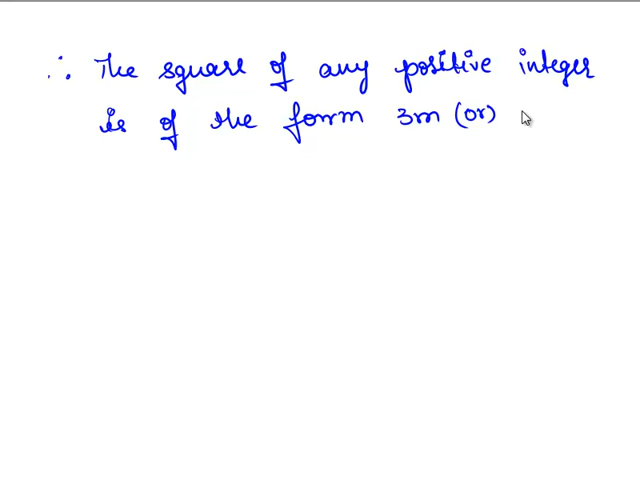 ∴ The square of any positive integer
is of the form 3m (or)